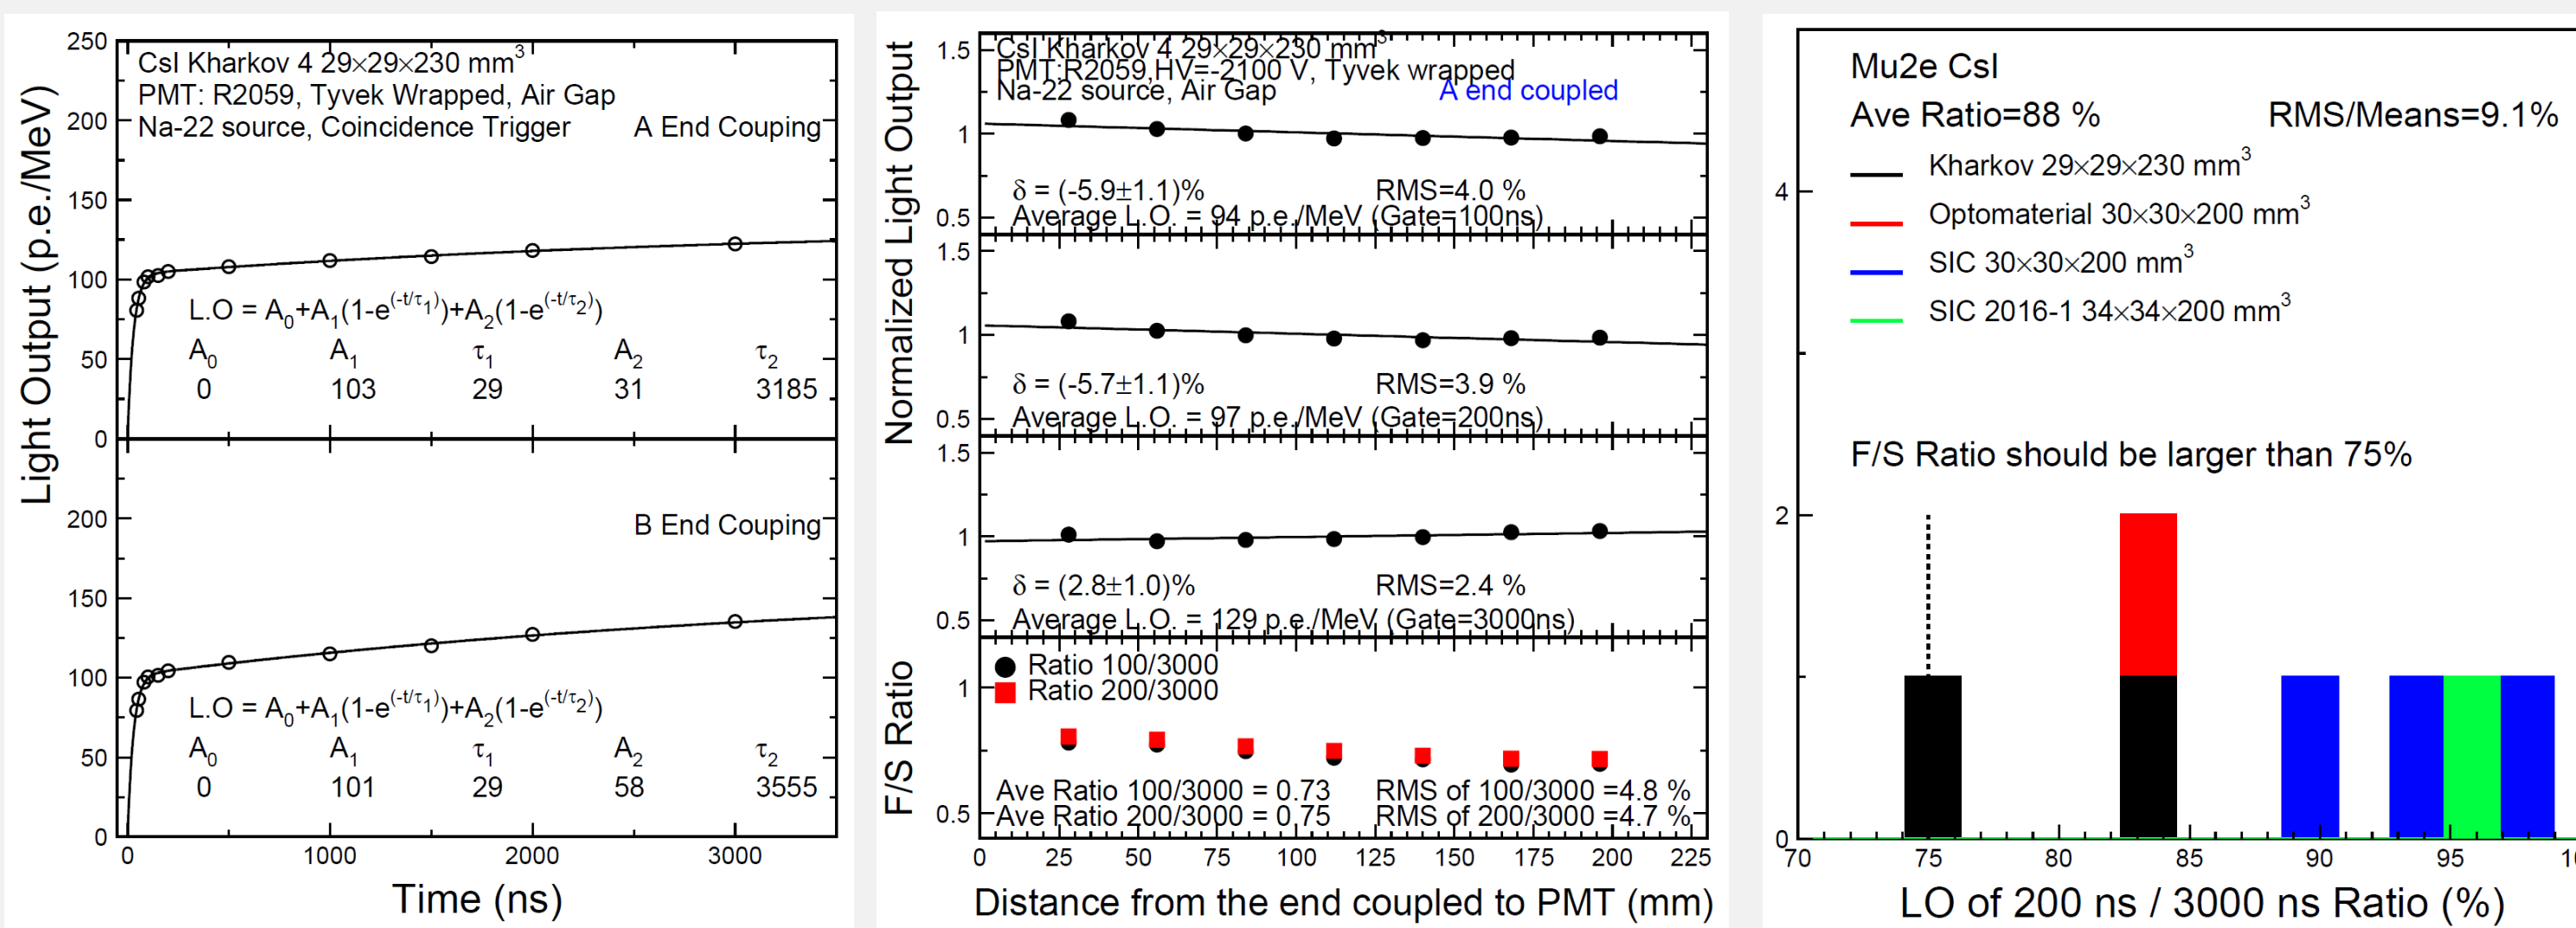 Light Output (p.e./MeV)
250
200
150
100
50
0
CsI Kharkov 4 29×29×230 mm³
PMT: R2059, Tyvek Wrapped, Air Gap
Na-22 source, Coincidence Trigger
A End Couping
L.O = A₀+A₁(1-e^(-t/τ₁))+A₂(1-e^(-t/τ₂))
A₀ A₁ τ₁ A₂ τ₂
0 103 29 31 3185
200
150
100
50
0
B End Couping
L.O = A₀+A₁(1-e^(-t/τ₁))+A₂(1-e^(-t/τ₂))
A₀ A₁ τ₁ A₂ τ₂
0 101 29 58 3555
0 1000 2000 3000
Time (ns)
Normalized Light Output
1.5
1
0.5
CsI Kharkov 4 29×29×230 mm³
PMT:R2059,HV=-2100 V, Tyvek wrapped
Na-22 source, Air Gap
A end coupled
δ = (-5.9±1.1)% RMS=4.0 %
Average L.O. = 94 p.e./MeV (Gate=100ns)
1.5
1
0.5
δ = (-5.7±1.1)% RMS=3.9 %
Average L.O. = 97 p.e./MeV (Gate=200ns)
1.5
1
0.5
δ = (2.8±1.0)% RMS=2.4 %
Average L.O. = 129 p.e./MeV (Gate=3000ns)
F/S Ratio
1
0.5
Ratio 100/3000
Ratio 200/3000
Ave Ratio 100/3000 = 0.73 RMS of 100/3000 =4.8 %
Ave Ratio 200/3000 = 0.75 RMS of 200/3000 =4.7 %
0 25 50 75 100 125 150 175 200 225
Distance from the end coupled to PMT (mm)
Mu2e CsI
Ave Ratio=88 % RMS/Means=9.1%
Kharkov 29×29×230 mm³
Optomaterial 30×30×200 mm³
SIC 30×30×200 mm³
SIC 2016-1 34×34×200 mm³
F/S Ratio should be larger than 75%
4
2
0
70 75 80 85 90 95
LO of 200 ns / 3000 ns Ratio (%)